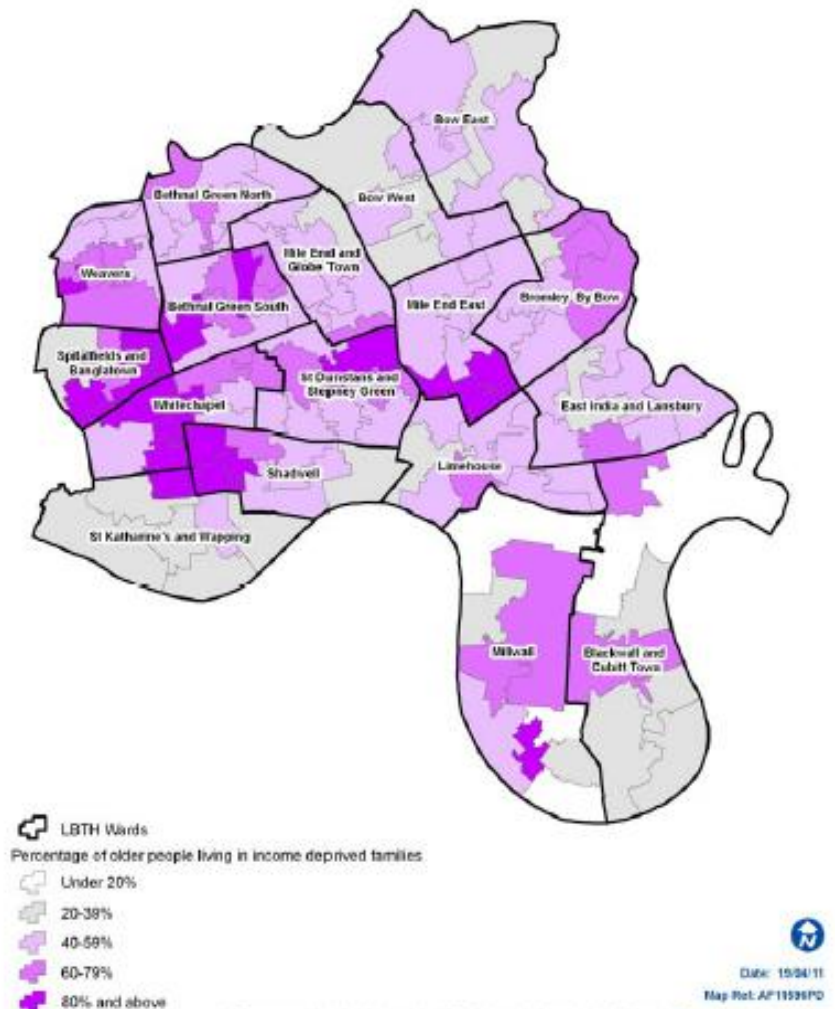 Bow East
Bethnal Green North
Bow West
Weavers
Mile End and
Globe Town
Bethnal Green South
Mile End East
Bromley, By Bow
Spitalfields and
Banglatown
Whitechapel
St Dunstans and
Stepney Green
East India and Lansbury
Shadwell
Limehouse
St Katharine's and Wapping
Millwall
Blackwall and
Cubitt Town
LBTH Wards
Percentage of older people living in income deprived families
Under 20%
20-39%
40-59%
60-79%
80% and above
N
Date: 19/04/11
Map Ref: